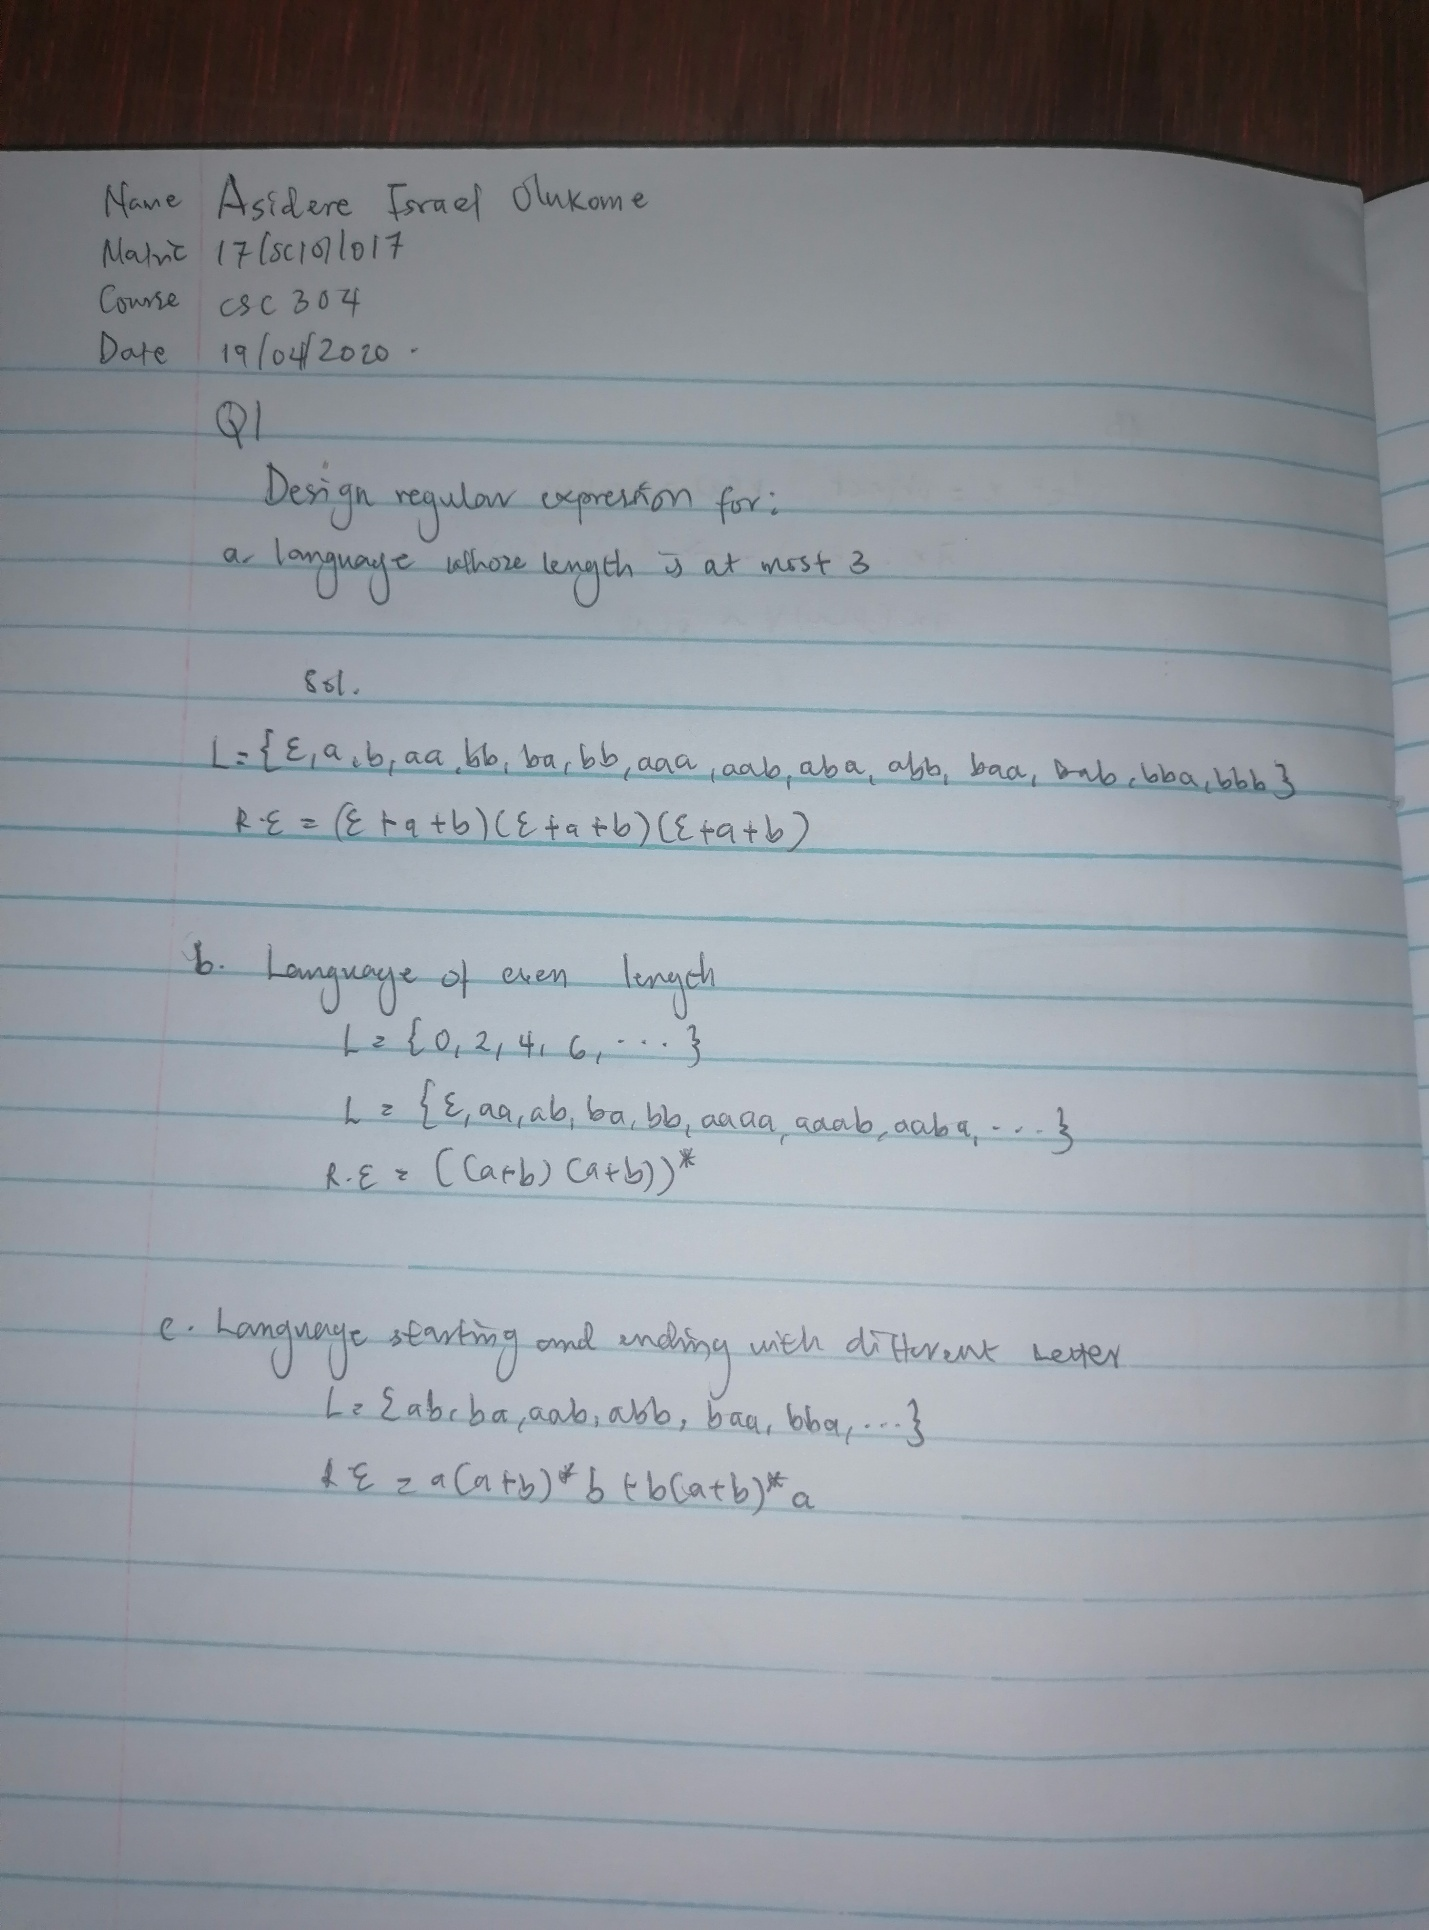 Name Asidere Israel Olukome
Matric 17/SCI01/017
Course CSC 304
Date 19/04/2020.
Q1
Design regular expression for:
a. language whose length is at most 3
Sol.
L = {ε, a, b, aa, bb, ba, bb, aaa, aab, aba, abb, baa, bab, bba, bbb}
R.E = (ε+a+b)(ε+a+b)(ε+a+b)
b. Language of even length
L = {0, 2, 4, 6, ...}
L = {ε, aa, ab, ba, bb, aaaa, aaab, aaba, ...}
R.E = ((a+b)(a+b))*
c. Language starting and ending with different letter
L = {ab, ba, aab, abb, baa, bba, ...}
R.E = a(a+b)*b + b(a+b)*a